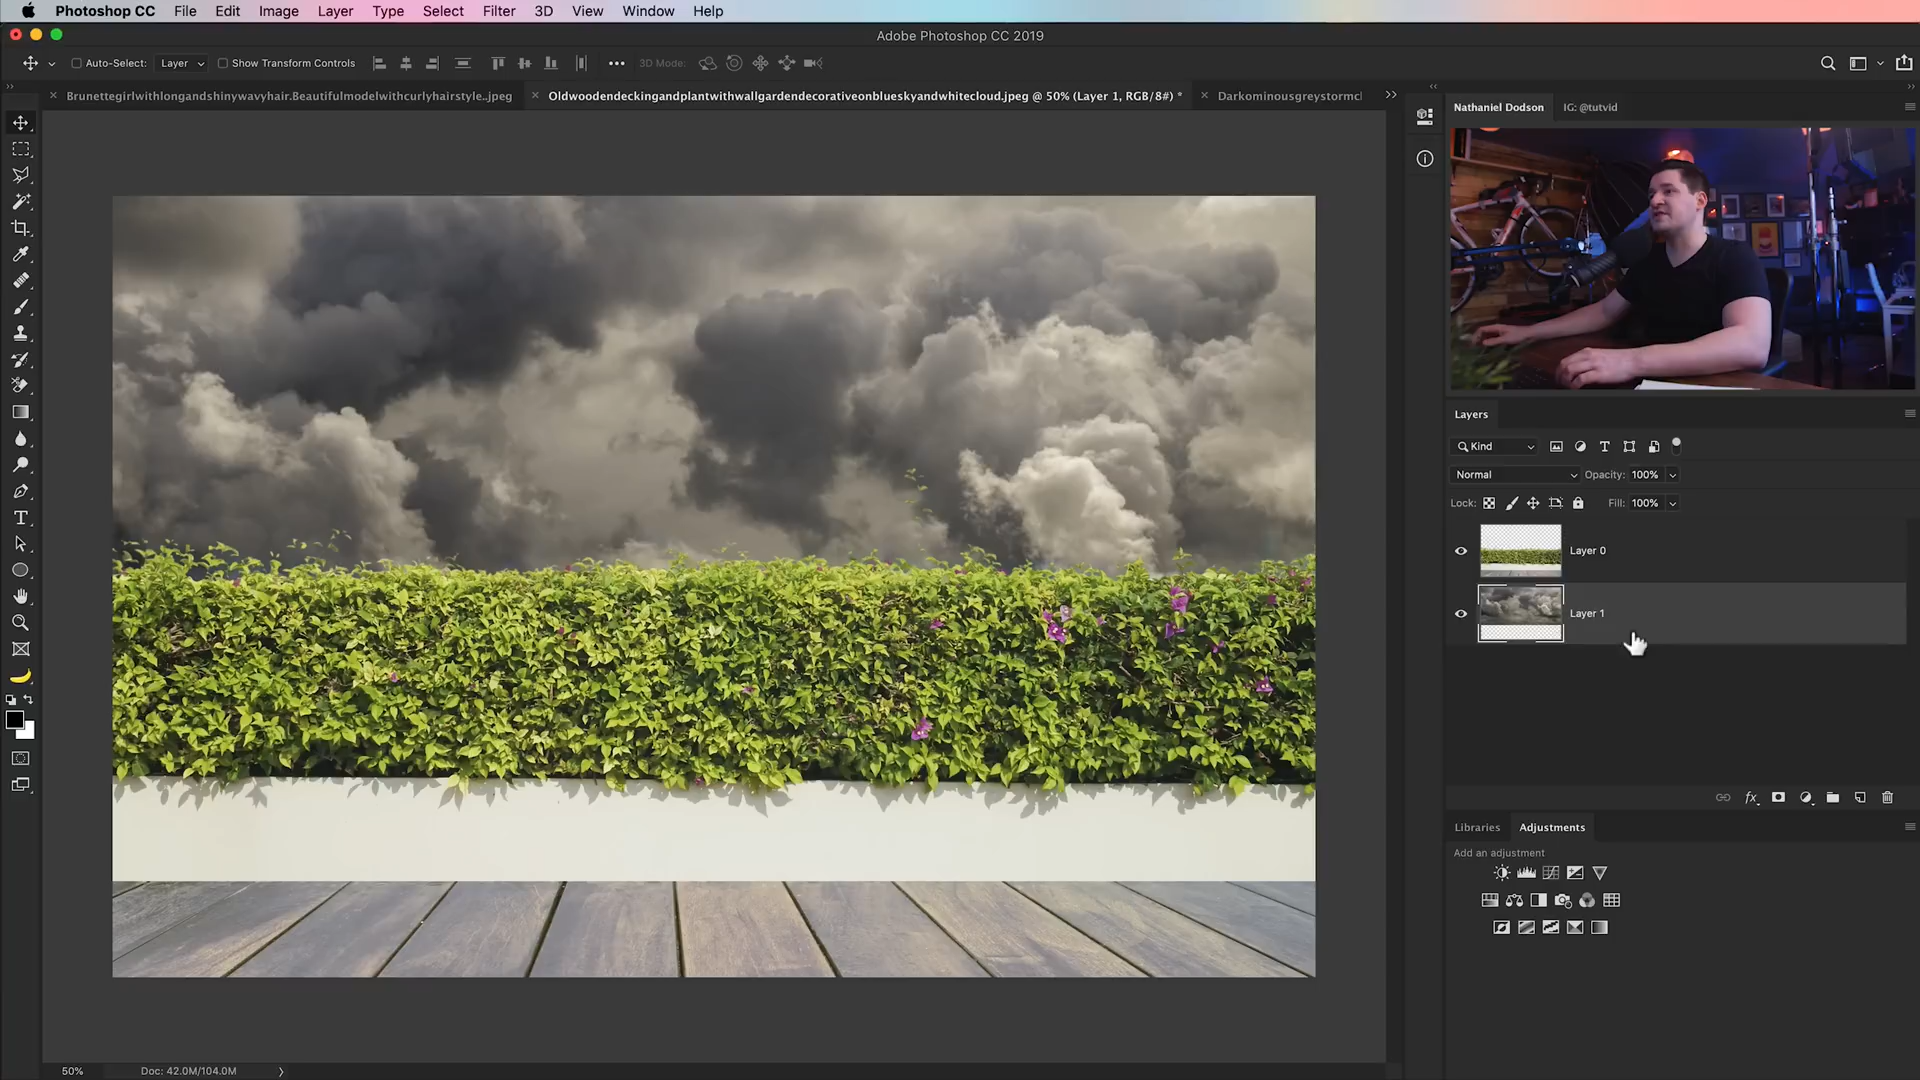 Photoshop CC File Edit Image Layer Type Select Filter 3D View Window Help
Adobe Photoshop CC 2019
Auto-Select: Layer Show Transform Controls 3D Mode:
Brunettegirlwithlongandshinywavyhair.Beautifulmodelwithcurlyhairstyle..jpeg Oldwoodendeckingandplantwithwallgardendecorativeonblueskyandwhitecloud.jpeg @ 50% (Layer 1, RGB/8#) * Darkominousgreystormcl
Nathaniel Dodson IG: @tutvid
Layers
Kind
Normal Opacity: 100%
Lock: Fill: 100%
Layer 0
Layer 1
fx
Libraries Adjustments
Add an adjustment
50% Doc: 42.0M/104.0M